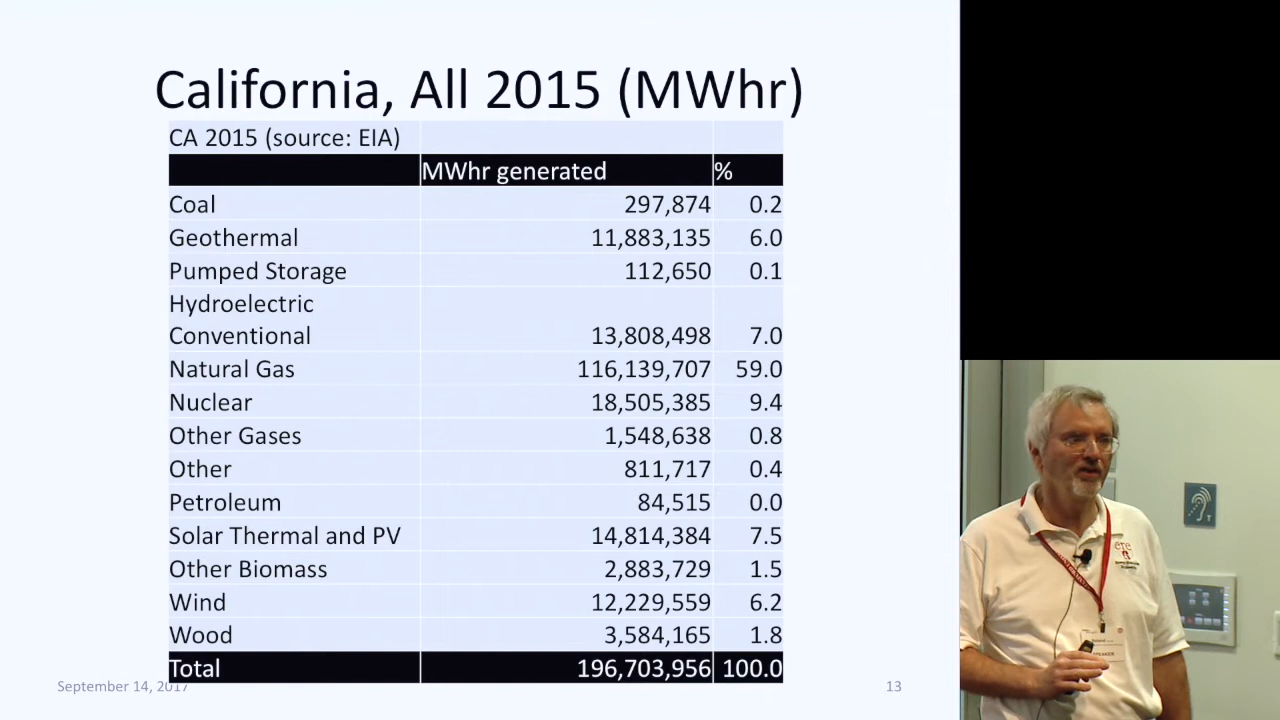 California, All 2015 (MWhr)
CA 2015 (source: EIA)
MWhr generated %
Coal 297,874 0.2
Geothermal 11,883,135 6.0
Pumped Storage 112,650 0.1
Hydroelectric
Conventional 13,808,498 7.0
Natural Gas 116,139,707 59.0
Nuclear 18,505,385 9.4
Other Gases 1,548,638 0.8
Other 811,717 0.4
Petroleum 84,515 0.0
Solar Thermal and PV 14,814,384 7.5
Other Biomass 2,883,729 1.5
Wind 12,229,559 6.2
Wood 3,584,165 1.8
Total 196,703,956 100.0
September 14, 2017
13
T
SPEAKER